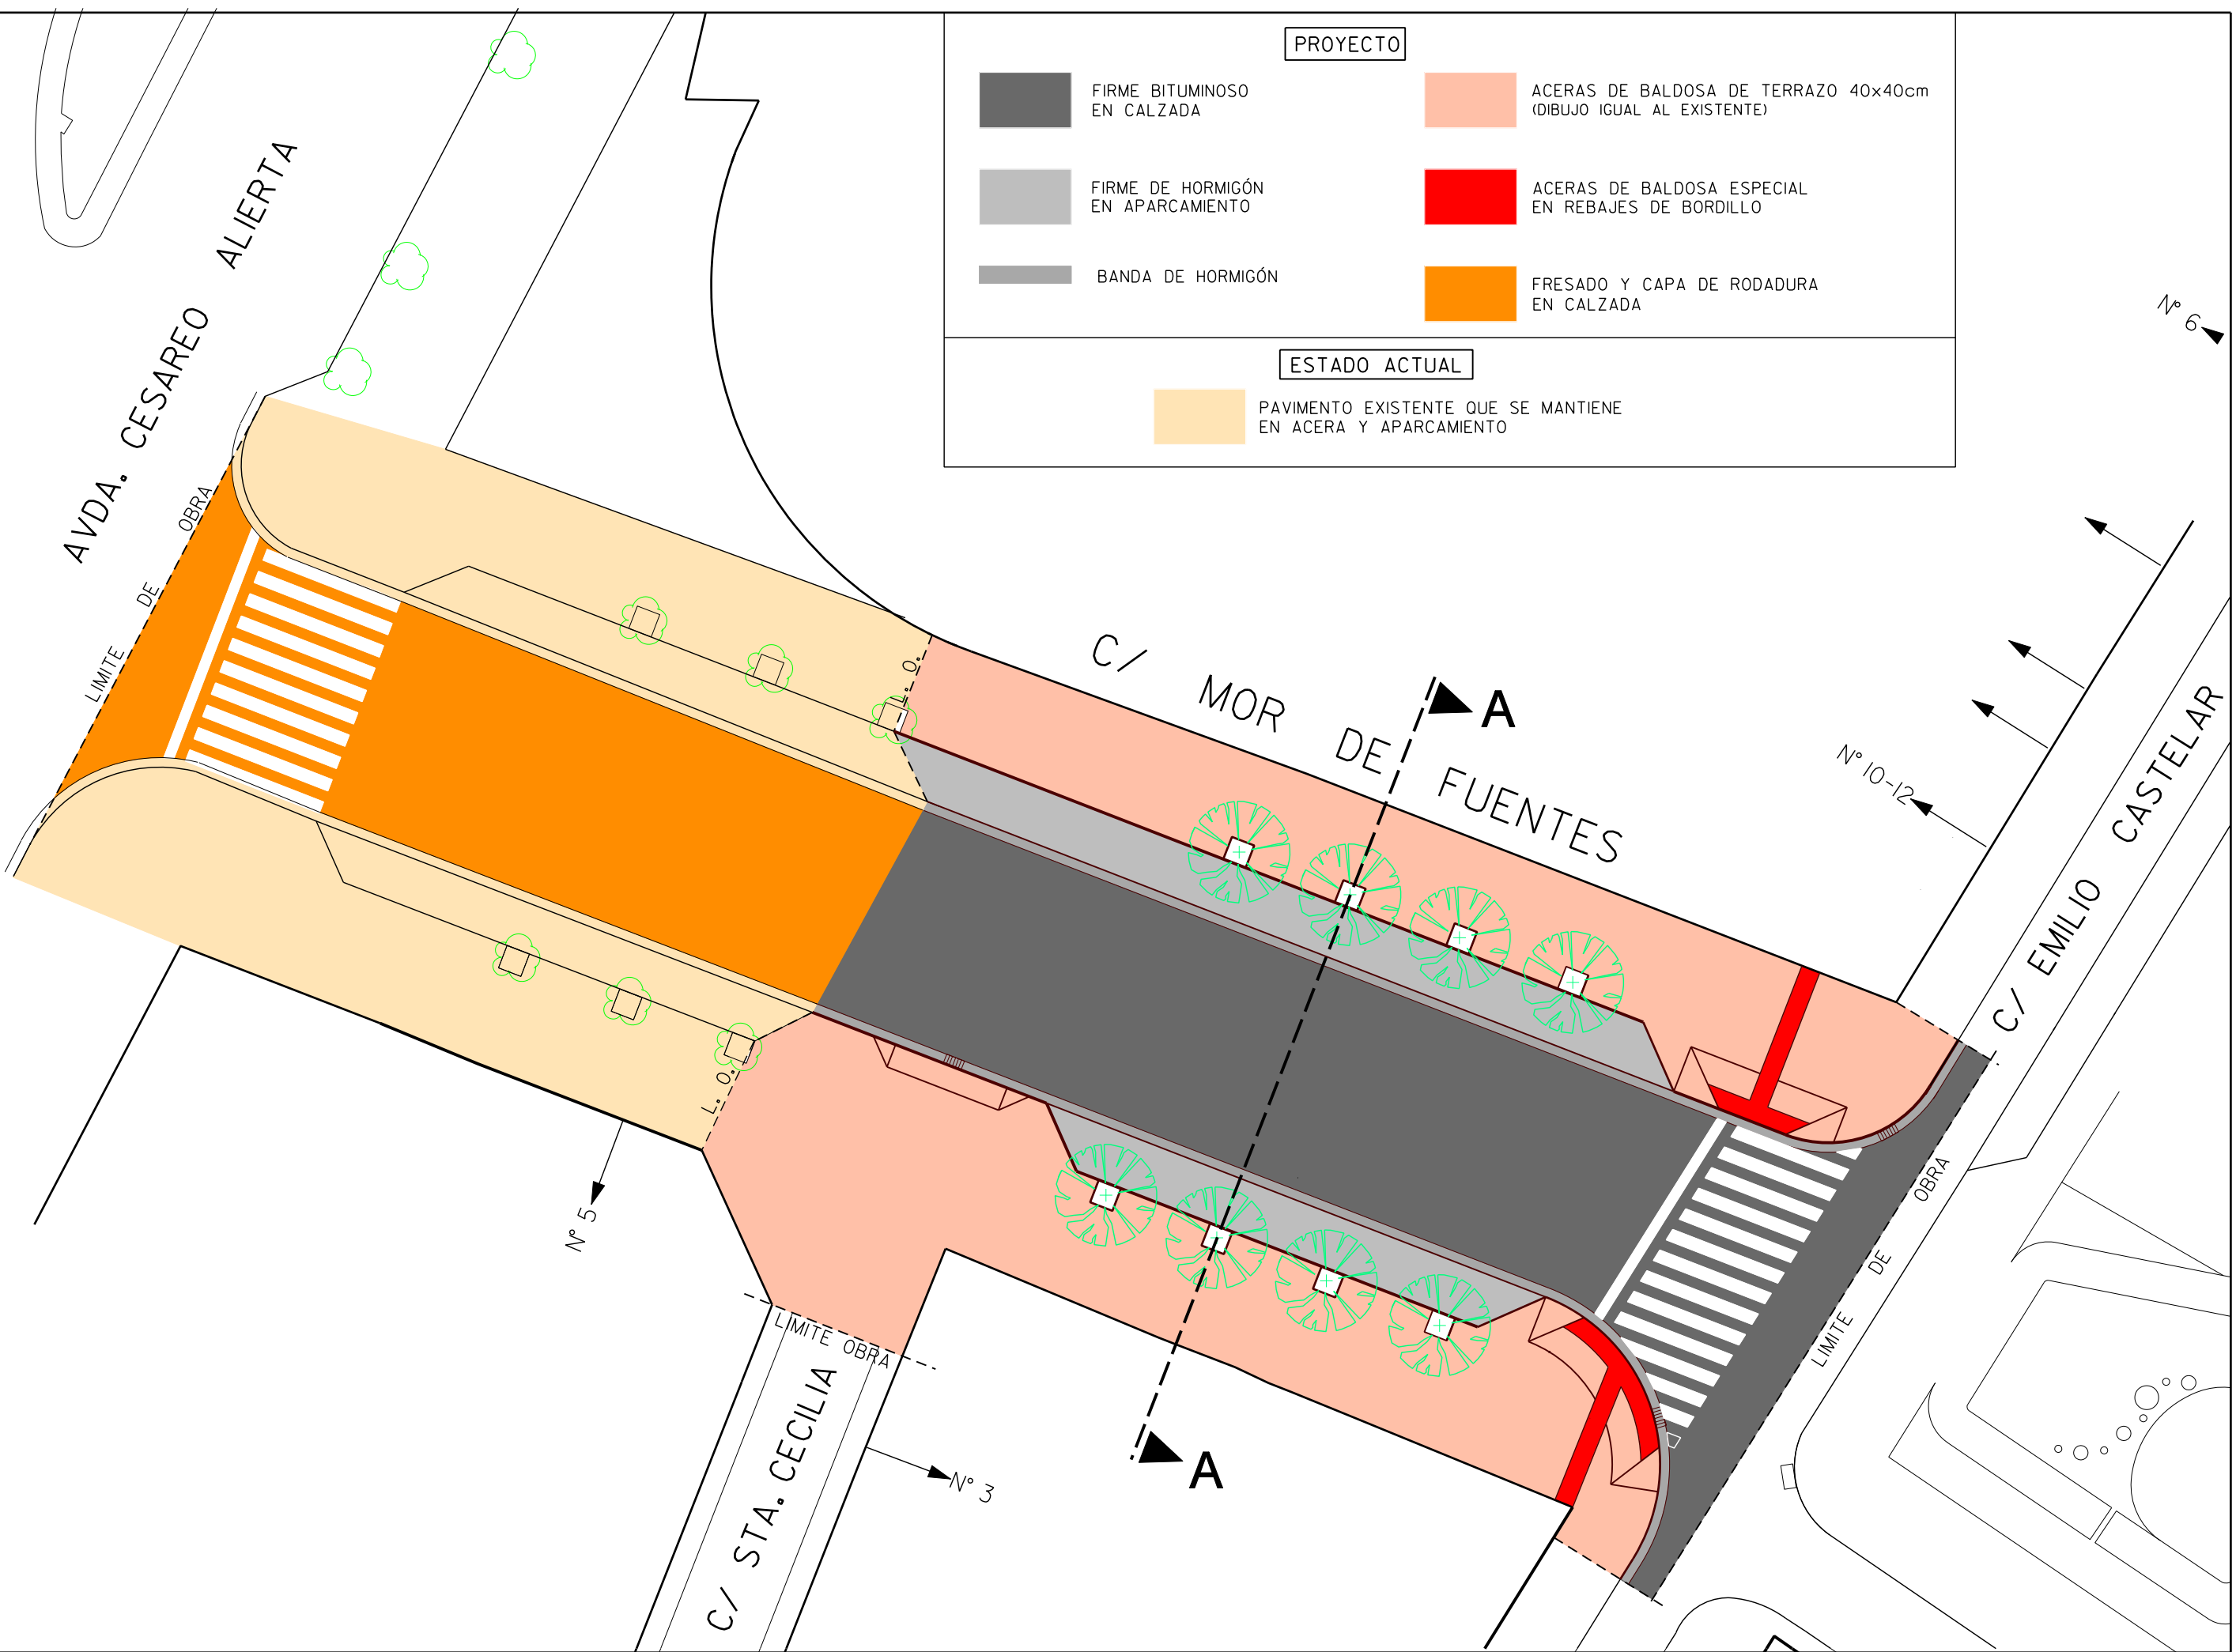 PROYECTO
FIRME BITUMINOSO
EN CALZADA
ACERAS DE BALDOSA DE TERRAZO 40x40cm
(DIBUJO IGUAL AL EXISTENTE)
FIRME DE HORMIGÓN
EN APARCAMIENTO
ACERAS DE BALDOSA ESPECIAL
EN REBAJES DE BORDILLO
BANDA DE HORMIGÓN
FRESADO Y CAPA DE RODADURA
EN CALZADA
ESTADO ACTUAL
PAVIMENTO EXISTENTE QUE SE MANTIENE
EN ACERA Y APARCAMIENTO
AVDA. CESAREO ALIERTA
LIMITE DE OBRA
L. O.
C/ MOR DE FUENTES
A
Nº 6
Nº 10-12
C/ EMILIO CASTELAR
L. O.
Nº 5
LIMITE OBRA
C/ STA. CECILIA
Nº 3
A
LIMITE DE OBRA